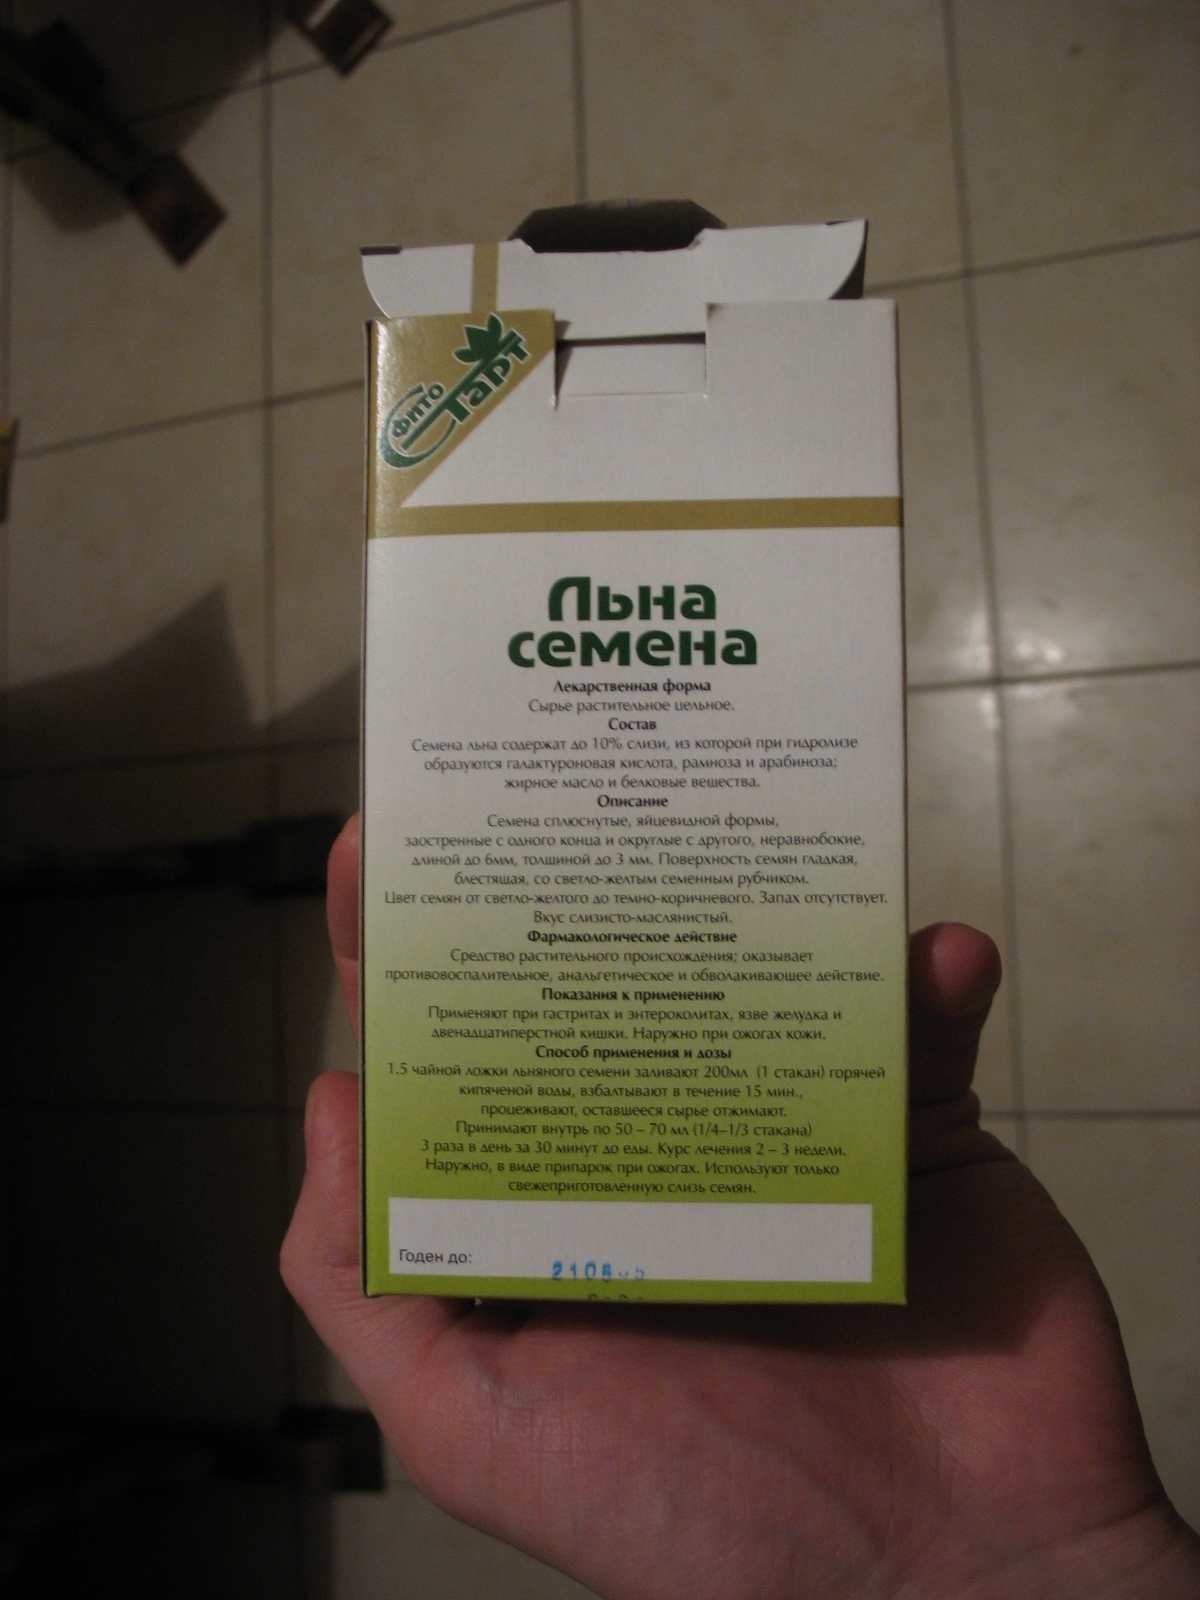 Фито
Старт
Льна
семена
Лекарственная форма
Сырье растительное цельное.
Состав
Семена льна содержат до 10% слизи, из которой при гидролизе
образуются галактуроновая кислота, рамноза и арабиноза;
жирное масло и белковые вещества.
Описание
Семена сплюснутые, яйцевидной формы,
заостренные с одного конца и округлые с другого, неравнобокие,
длиной до 6мм, толщиной до 3 мм. Поверхность семян гладкая,
блестящая, со светло-желтым семенным рубчиком.
Цвет семян от светло-желтого до темно-коричневого. Запах отсутствует.
Вкус слизисто-маслянистый.
Фармакологическое действие
Средство растительного происхождения; оказывает
противовоспалительное, анальгетическое и обволакивающее действие.
Показания к применению
Применяют при гастритах и энтероколитах, язве желудка и
двенадцатиперстной кишки. Наружно при ожогах кожи.
Способ применения и дозы
1.5 чайной ложки льняного семени заливают 200мл (1 стакан) горячей
кипяченой воды, взбалтывают в течение 15 мин.,
процеживают, оставшееся сырье отжимают.
Принимают внутрь по 50 – 70 мл (1/4–1/3 стакана)
3 раза в день за 30 минут до еды. Курс лечения 2 – 3 недели.
Наружно, в виде припарок при ожогах. Используют только
свежеприготовленную слизь семян.
Годен до: